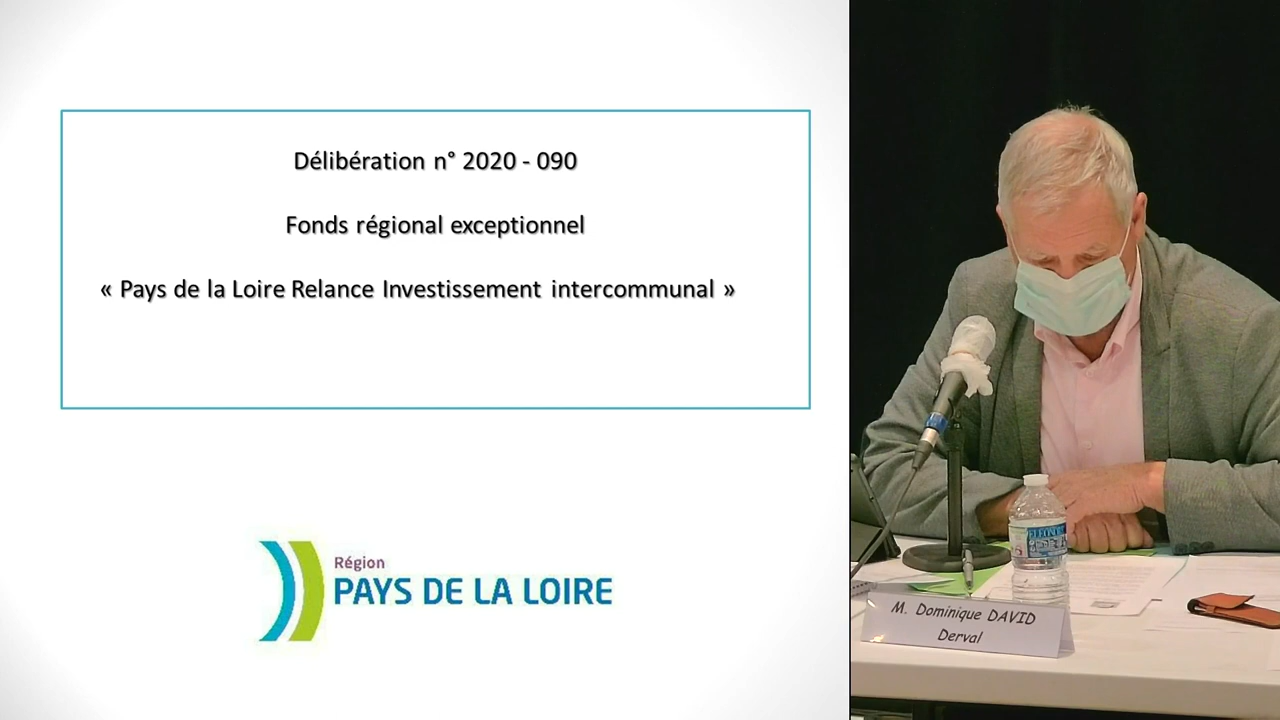 Délibération n° 2020 - 090
Fonds régional exceptionnel
« Pays de la Loire Relance Investissement intercommunal »
Région
PAYS DE LA LOIRE
M. Dominique DAVID
Derval